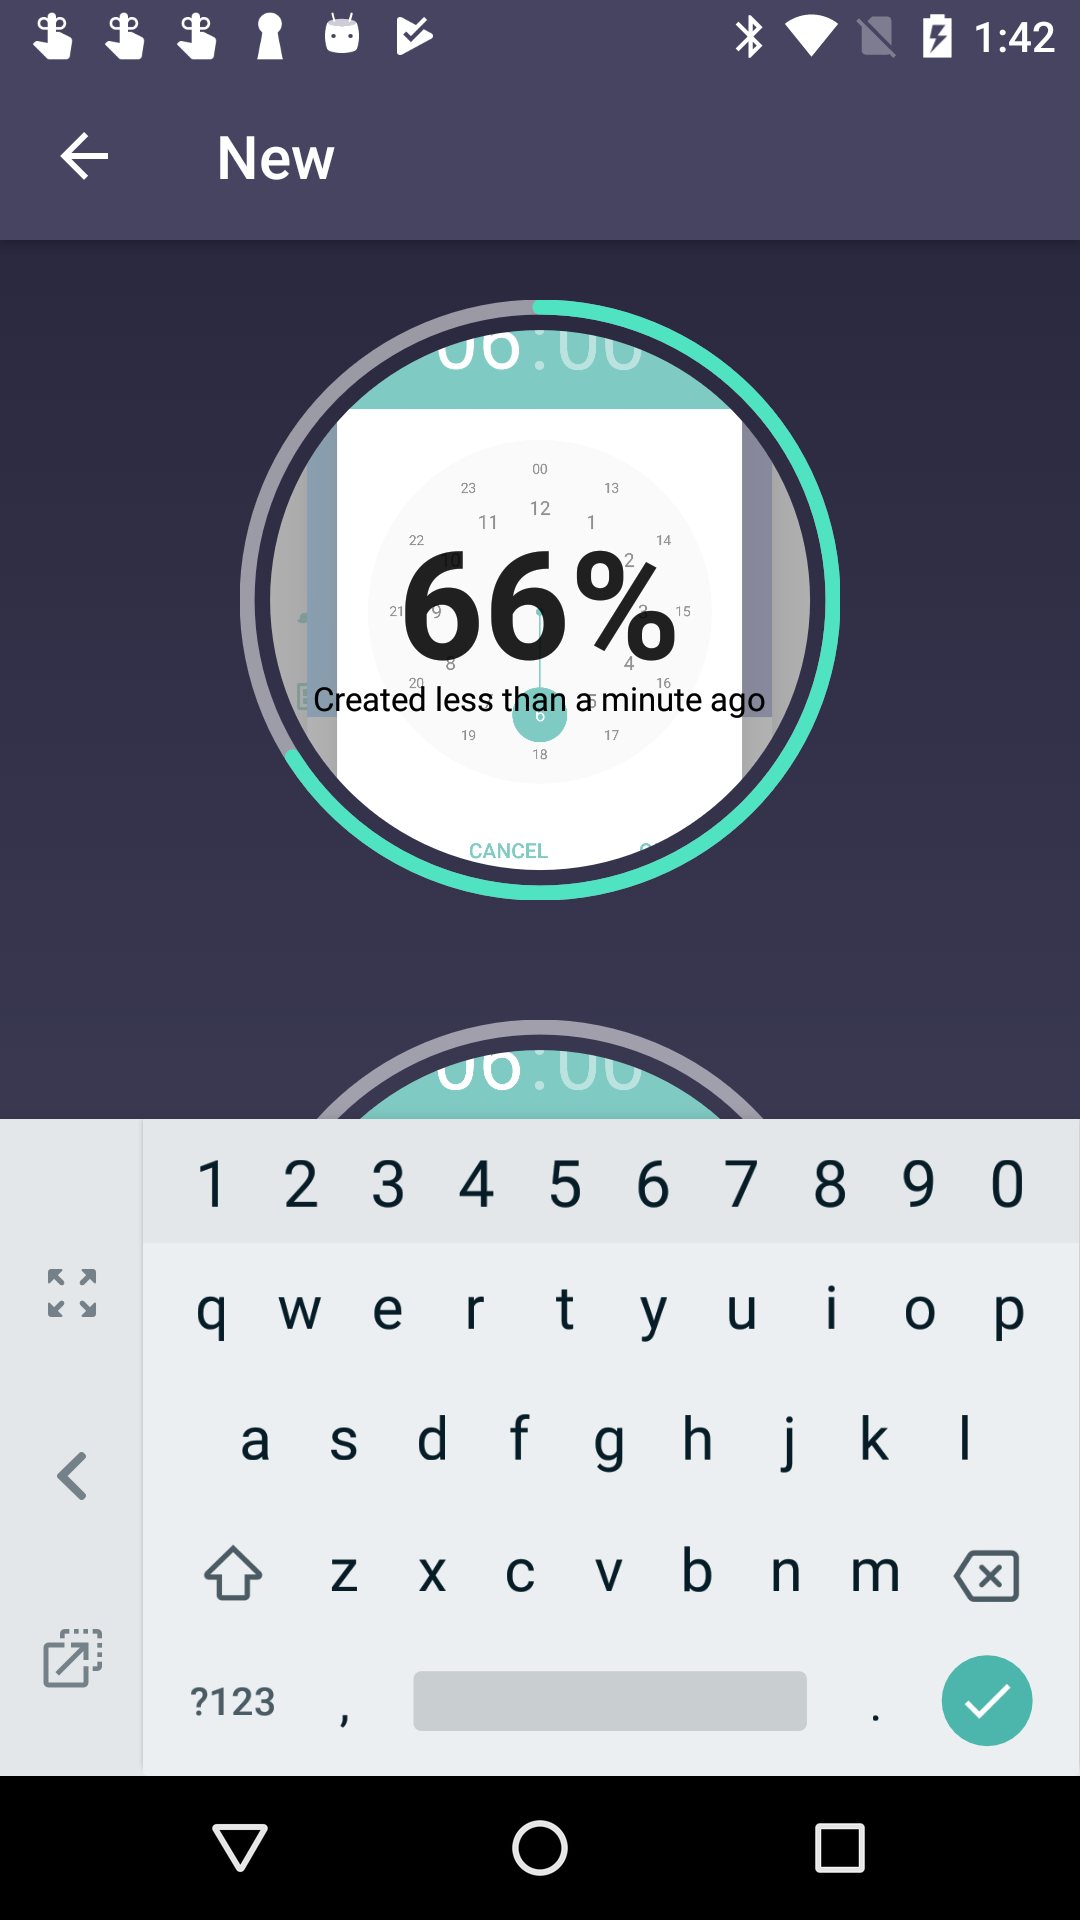 1:42
New
06:00
00
23 13
12
11 1
22 14
10 2
66%
21 9 3 15
8 4
20 16
Created less than a minute ago
5
6
19 17
18
CANCEL
06:00
1 2 3 4 5 6 7 8 9 0
q w e r t y u i o p
a s d f g h j k l
z x c v b n m
?123 , .